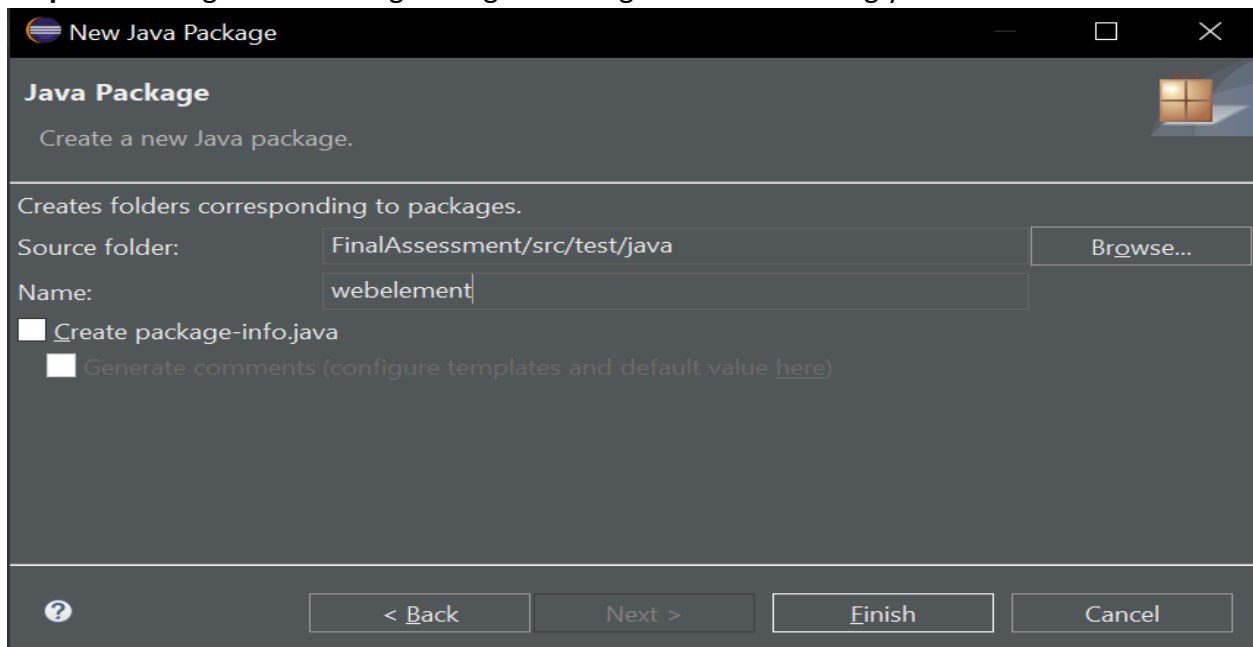 New Java Package
Java Package
Create a new Java package.
Creates folders corresponding to packages.
Source folder: FinalAssessment/src/test/java Browse...
Name: webelement
Create package-info.java
Generate comments (configure templates and default value here)
? < Back Next > Finish Cancel